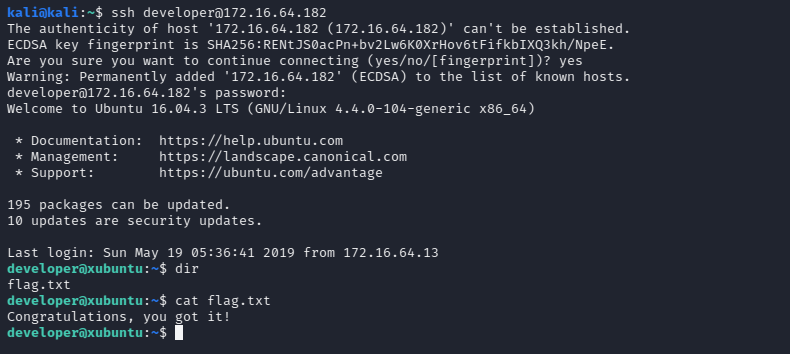 kali@kali:~$ ssh developer@172.16.64.182
The authenticity of host '172.16.64.182 (172.16.64.182)' can't be established.
ECDSA key fingerprint is SHA256:RENtJS0acPn+bv2Lw6K0XrHov6tFifkbIXQ3kh/NpeE.
Are you sure you want to continue connecting (yes/no/[fingerprint])? yes
Warning: Permanently added '172.16.64.182' (ECDSA) to the list of known hosts.
developer@172.16.64.182's password:
Welcome to Ubuntu 16.04.3 LTS (GNU/Linux 4.4.0-104-generic x86_64)
* Documentation: https://help.ubuntu.com
* Management: https://landscape.canonical.com
* Support: https://ubuntu.com/advantage
195 packages can be updated.
10 updates are security updates.
Last login: Sun May 19 05:36:41 2019 from 172.16.64.13
developer@xubuntu:~$ dir
flag.txt
developer@xubuntu:~$ cat flag.txt
Congratulations, you got it!
developer@xubuntu:~$